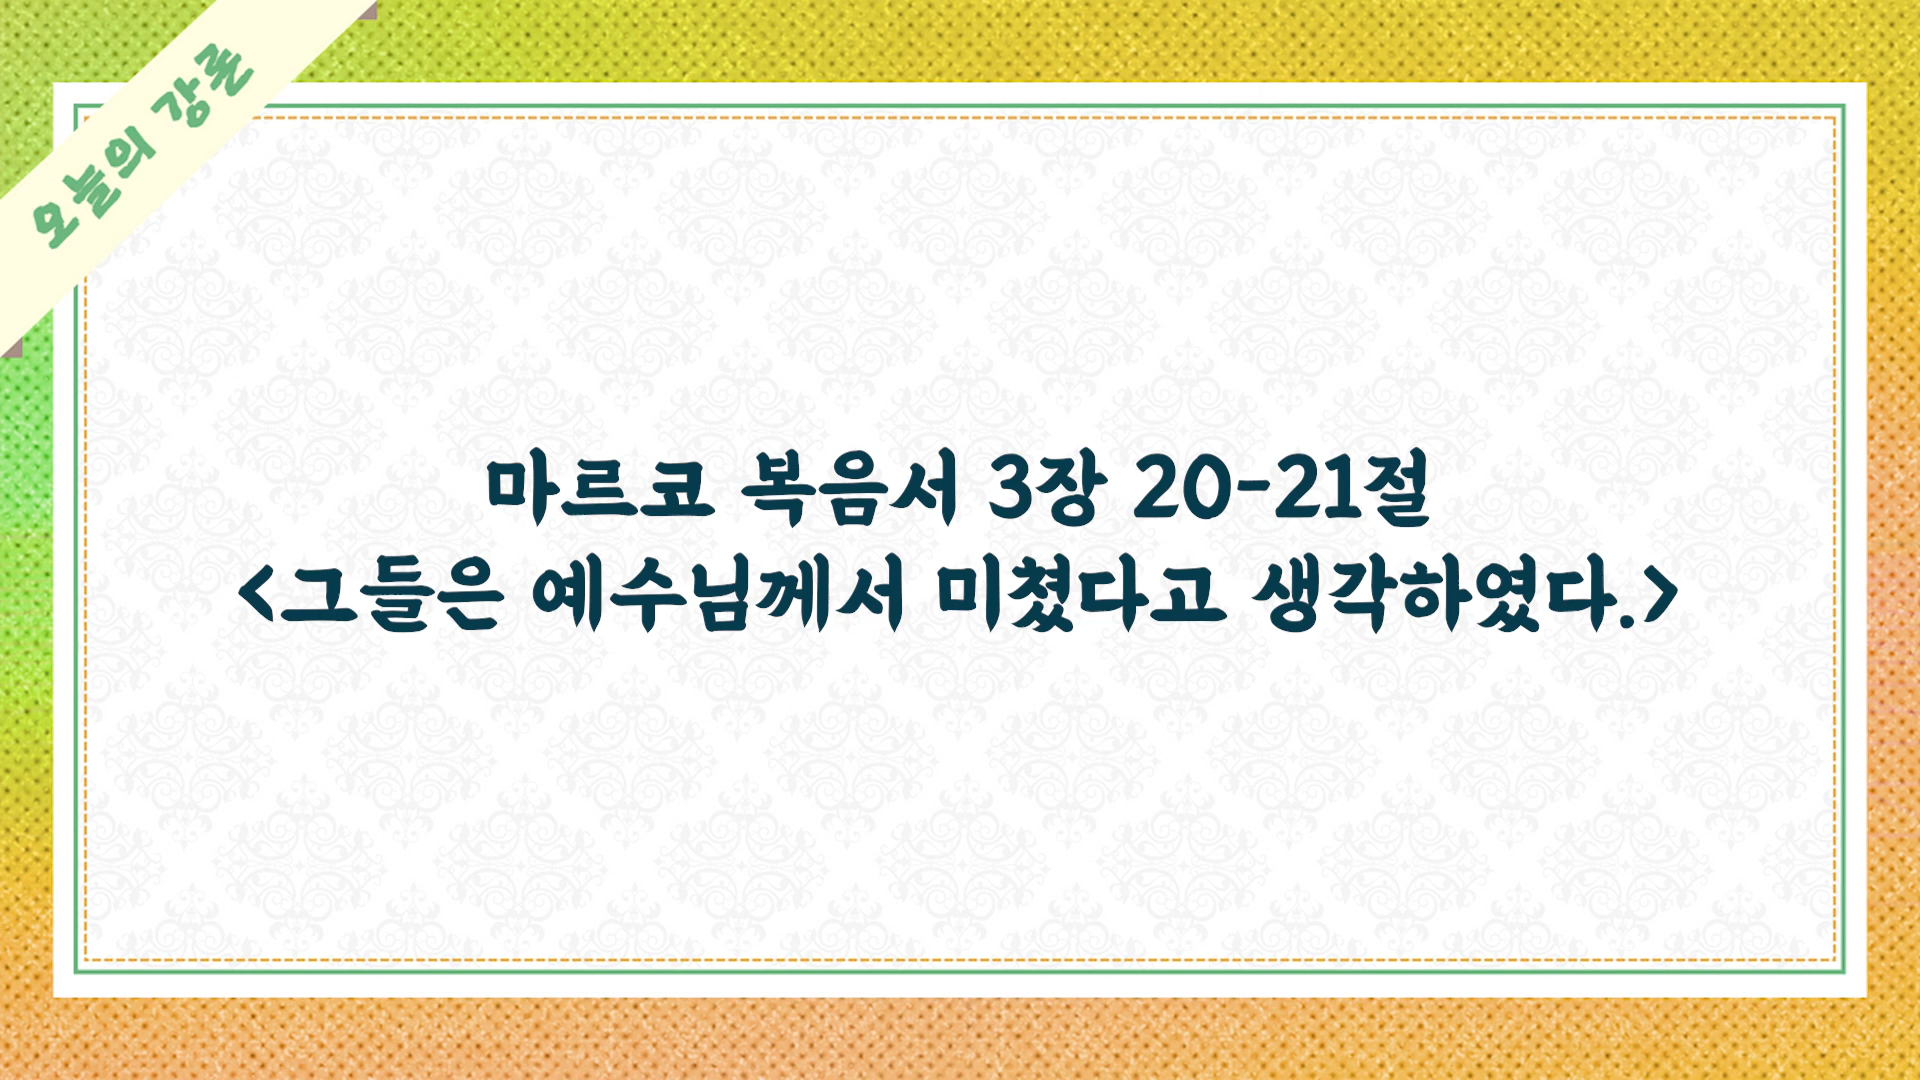 오늘의 강론
마르코 복음서 3장 20-21절
<그들은 예수님께서 미쳤다고 생각하였다.>